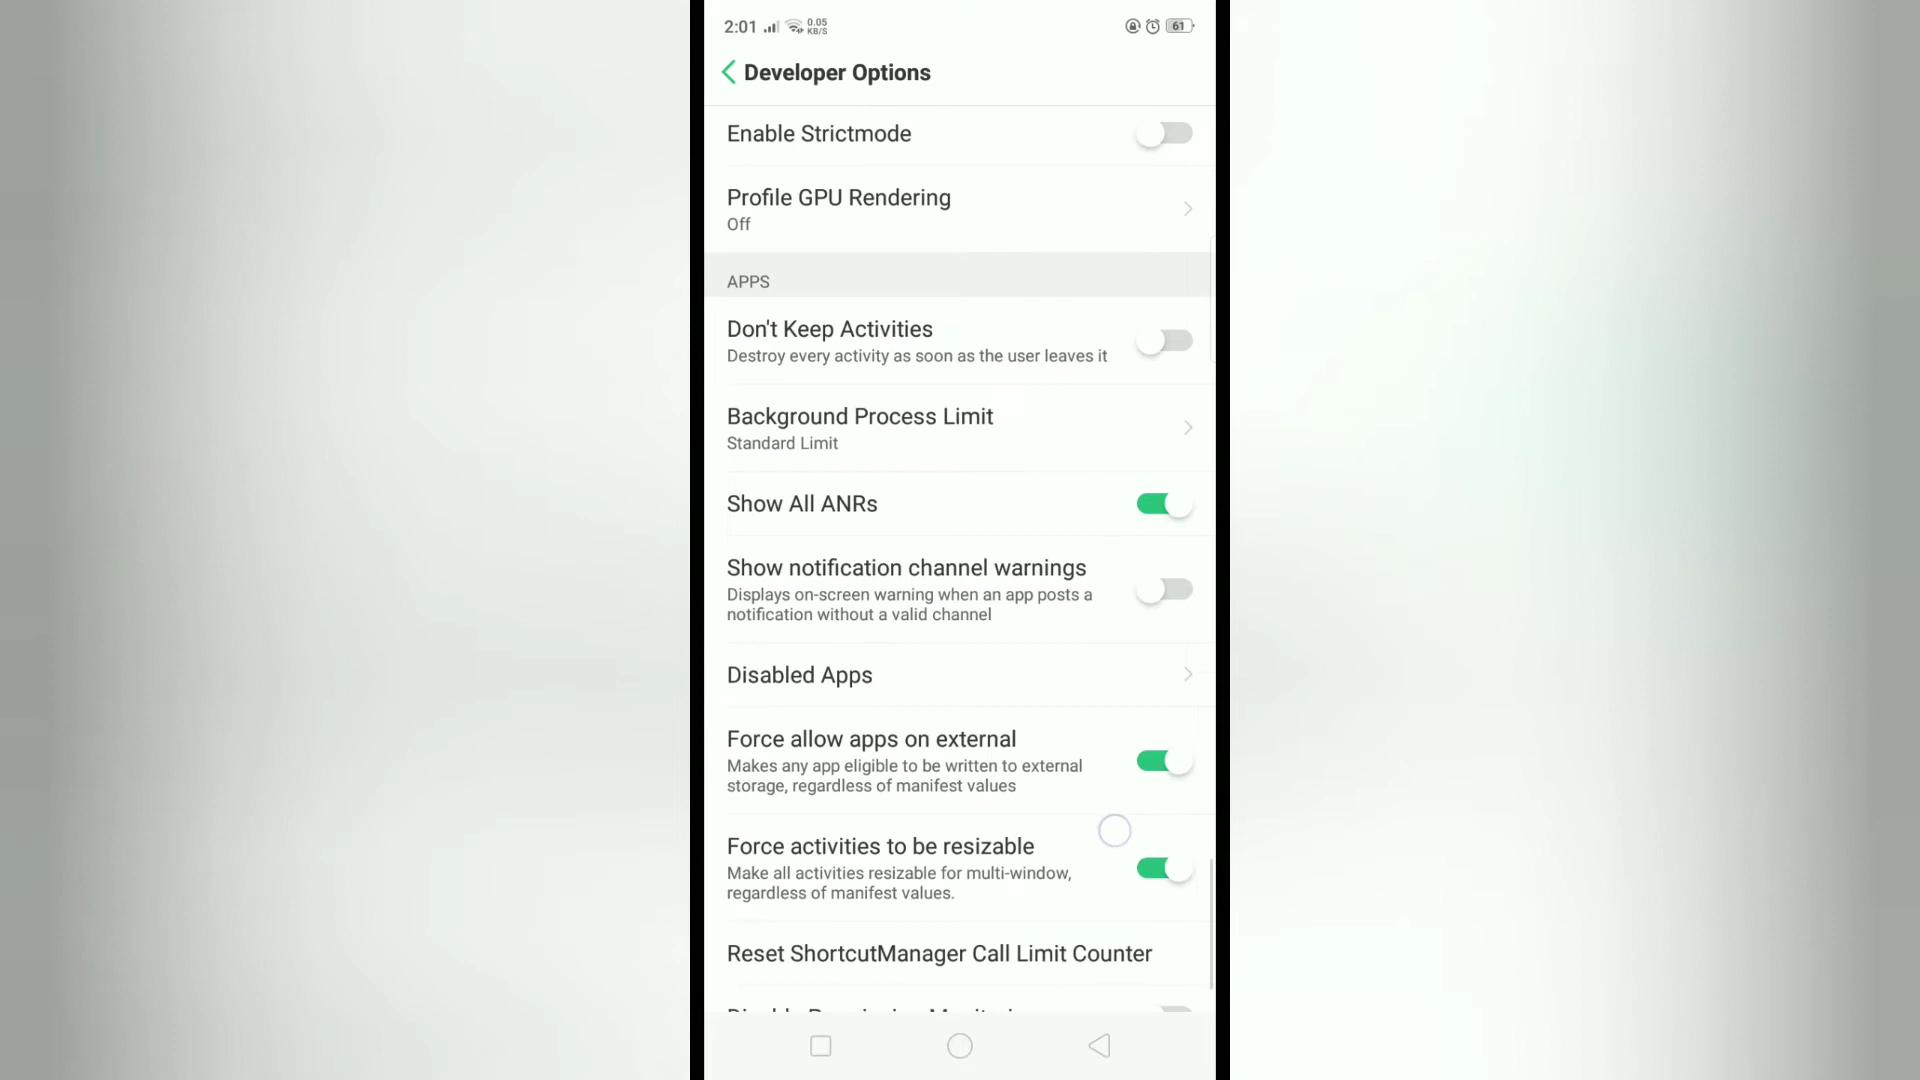 2:01 0.05 KB/S 61
Developer Options
Enable Strictmode
Profile GPU Rendering
Off
APPS
Don't Keep Activities
Destroy every activity as soon as the user leaves it
Background Process Limit
Standard Limit
Show All ANRs
Show notification channel warnings
Displays on-screen warning when an app posts a
notification without a valid channel
Disabled Apps
Force allow apps on external
Makes any app eligible to be written to external
storage, regardless of manifest values
Force activities to be resizable
Make all activities resizable for multi-window,
regardless of manifest values.
Reset ShortcutManager Call Limit Counter